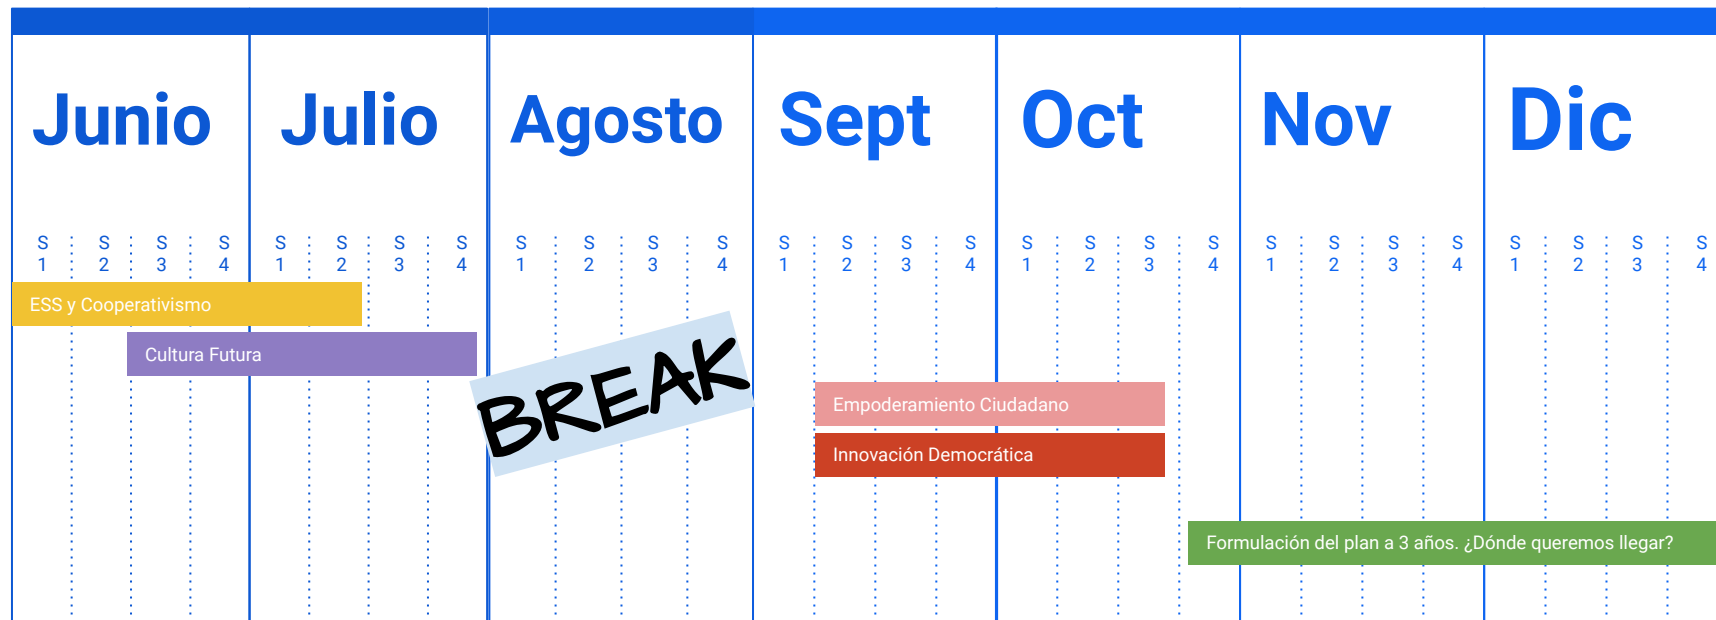 Junio Julio Agosto Sept Oct Nov Dic
S S S S S S S S S S S S S S S S S S S S S S S S S S S S
1 2 3 4 1 2 3 4 1 2 3 4 1 2 3 4 1 2 3 4 1 2 3 4 1 2 3 4
ESS y Cooperativismo
Cultura Futura
BREAK
Empoderamiento Ciudadano
Innovación Democrática
Formulación del plan a 3 años. ¿Dónde queremos llegar?